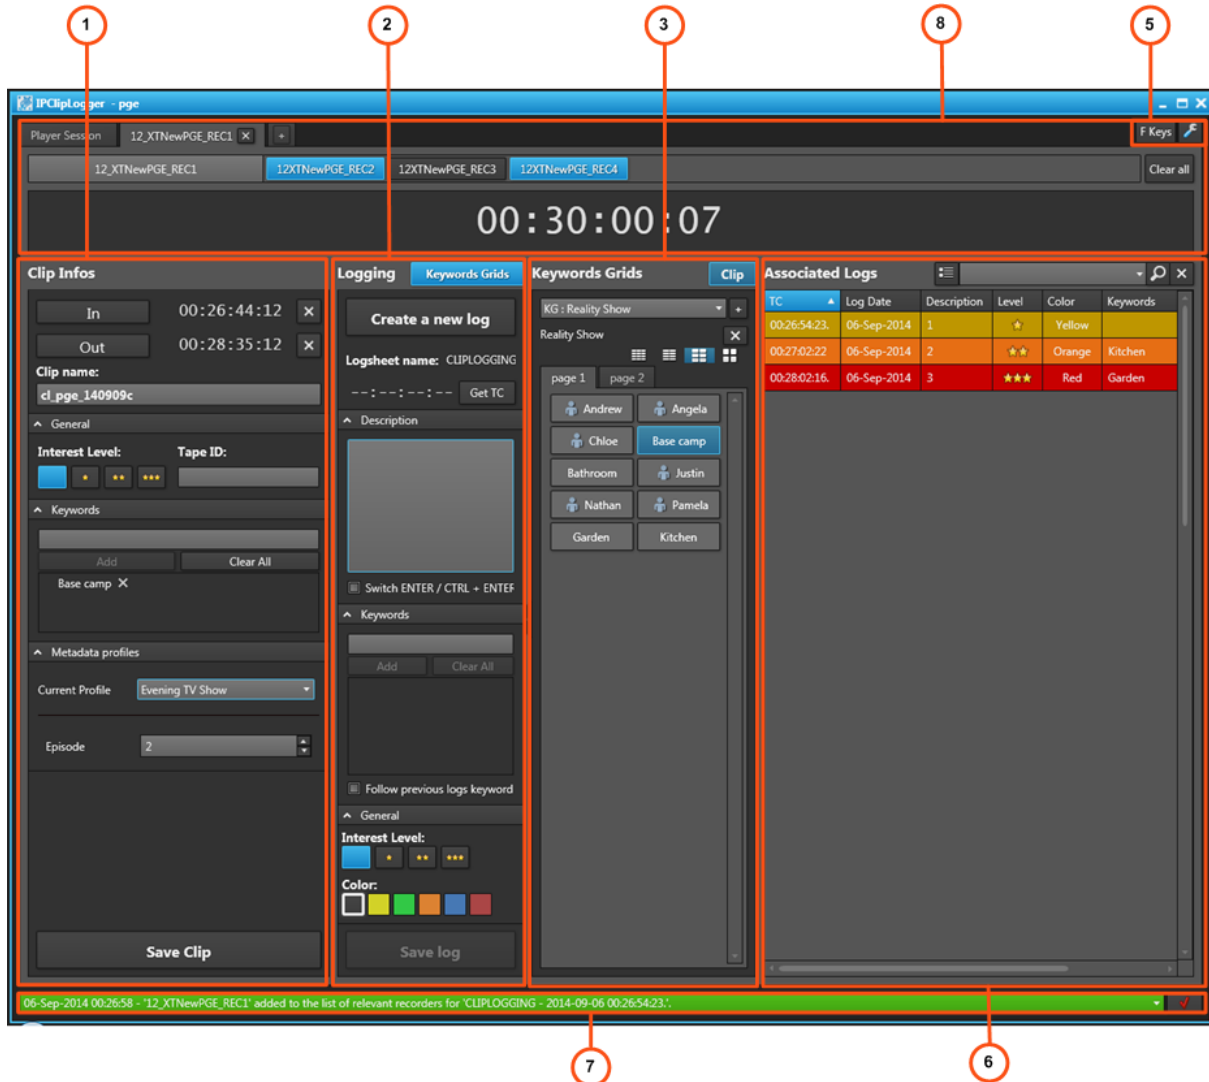 1
2
3
8
5
IPClipLogger - pge
Player Session
12_XTNewPGE_REC1
F Keys
12_XTNewPGE_REC1
12XTNewPGE_REC2
12XTNewPGE_REC3
12XTNewPGE_REC4
Clear all
00:30:00:07
Clip Infos
In 00:26:44:12
Out 00:28:35:12
Clip name:
cl_pge_140909c
General
Interest Level: Tape ID:
Keywords
Add Clear All
Base camp
Metadata profiles
Current Profile Evening TV Show
Episode 2
Save Clip
Logging Keywords Grids
Create a new log
Logsheet name: CLIPLOGGING
--:--:--:-- Get TC
Description
Switch ENTER / CTRL + ENTER
Keywords
Add Clear All
Follow previous logs keyword
General
Interest Level:
Color:
Save log
Keywords Grids Clip
KG : Reality Show +
Reality Show
page 1 page 2
Andrew Angela
Chloe Base camp
Bathroom Justin
Nathan Pamela
Garden Kitchen
Associated Logs
TC Log Date Description Level Color Keywords
00:26:54:23. 06-Sep-2014 1 Yellow
00:27:02:22 06-Sep-2014 2 Orange Kitchen
00:28:02:16. 06-Sep-2014 3 Red Garden
06-Sep-2014 00:26:58 - '12_XTNewPGE_REC1' added to the list of relevant recorders for 'CLIPLOGGING - 2014-09-06 00:26:54:23.'.
7
6